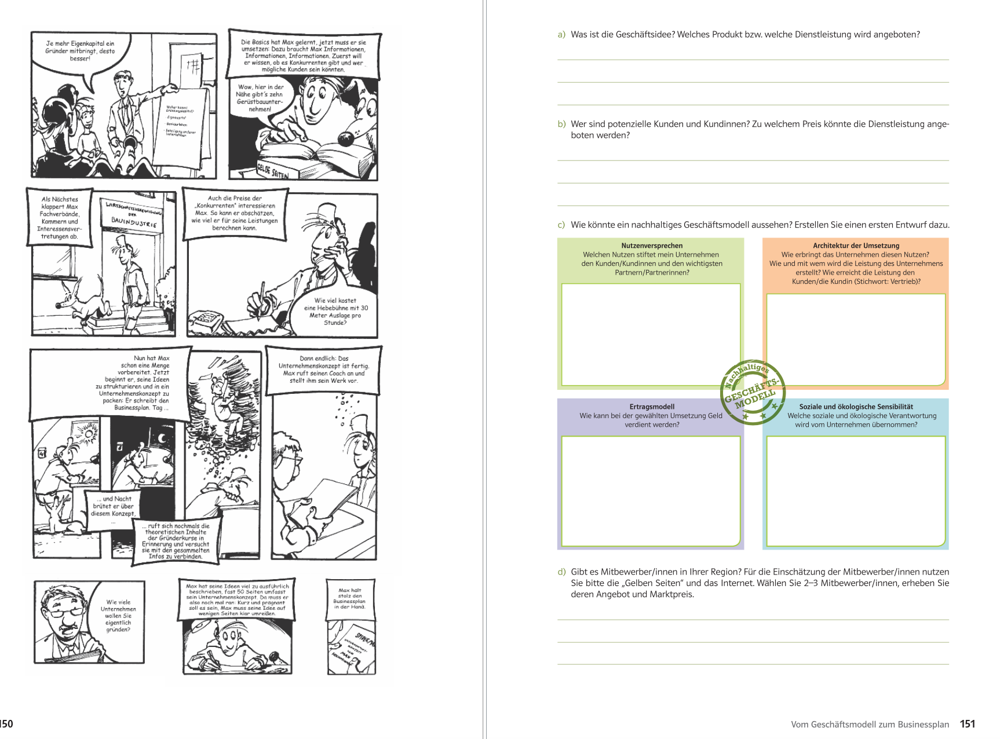 Je mehr Eigenkapital ein
Gründer mitbringt, desto
besser!
Woher kommt
Gründungskapital?
- Eigenkapital
- Bankdarlehen
- Beteiligung anderer
Unternehmen
Die Basics hat Max gelernt, jetzt muss er sie
umsetzen: Dazu braucht Max Informationen,
Informationen, Informationen. Zuerst will
er wissen, ob es Konkurrenten gibt und wer
mögliche Kunden sein könnten.
Wow, hier in der
Nähe gibt´s zehn
Gerüstbauunter-
nehmen!
GELBE SEITEN
Als Nächstes
klappert Max
Fachverbände,
Kammern und
Interessensver-
tretungen ab.
WIRTSCHAFTSVEREINIGUNG
DER
BAUINDUSTRIE
Auch die Preise der
„Konkurrenten“ interessieren
Max. So kann er abschätzen,
wie viel er für seine Leistungen
berechnen kann.
Wie viel kostet
eine Hebebühne mit 30
Meter Auslage pro
Stunde?
Nun hat Max
schon eine Menge
vorbereitet. Jetzt
beginnt er, seine Ideen
zu strukturieren und in ein
Unternehmenskonzept zu
packen: Er schreibt den
Businessplan. Tag ...
... und Nacht
brütet er über
diesem Konzept,
...
... ruft sich nochmals die
theoretischen Inhalte
der Gründerkurse in
Erinnerung und versucht
sie mit den gesammelten
Infos zu verbinden.
Dann endlich: Das
Unternehmenskonzept ist fertig.
Max ruft seinen Coach an und
stellt ihm sein Werk vor.
Wie viele
Unternehmen
wollen Sie
eigentlich
gründen?
Max hat seine Ideen viel zu ausführlich
beschrieben, fast 50 Seiten umfasst
sein Unternehmenskonzept. Da muss er
also noch mal ran: Kurz und prägnant
soll es sein, Max muss seine Idee auf
wenigen Seiten klar umreißen.
Max hält
stolz den
Businessplan
in der Hand.
UNTERNEHMENS-
KONZEPT
VON
MAX
150
a) Was ist die Geschäftsidee? Welches Produkt bzw. welche Dienstleistung wird angeboten?
b) Wer sind potenzielle Kunden und Kundinnen? Zu welchem Preis könnte die Dienstleistung ange-
boten werden?
c) Wie könnte ein nachhaltiges Geschäftsmodell aussehen? Erstellen Sie einen ersten Entwurf dazu.
Nutzenversprechen
Welchen Nutzen stiftet mein Unternehmen
den Kunden/Kundinnen und den wichtigsten
Partnern/Partnerinnen?
Architektur der Umsetzung
Wie erbringt das Unternehmen diesen Nutzen?
Wie und mit wem wird die Leistung des Unternehmens
erstellt? Wie erreicht die Leistung den
Kunden/die Kundin (Stichwort: Vertrieb)?
Nachhaltiges
GESCHÄFTS-
MODELL
Ertragsmodell
Wie kann bei der gewählten Umsetzung Geld
verdient werden?
Soziale und ökologische Sensibilität
Welche soziale und ökologische Verantwortung
wird vom Unternehmen übernommen?
d) Gibt es Mitbewerber/innen in Ihrer Region? Für die Einschätzung der Mitbewerber/innen nutzen
Sie bitte die „Gelben Seiten“ und das Internet. Wählen Sie 2–3 Mitbewerber/innen, erheben Sie
deren Angebot und Marktpreis.
Vom Geschäftsmodell zum Businessplan 151